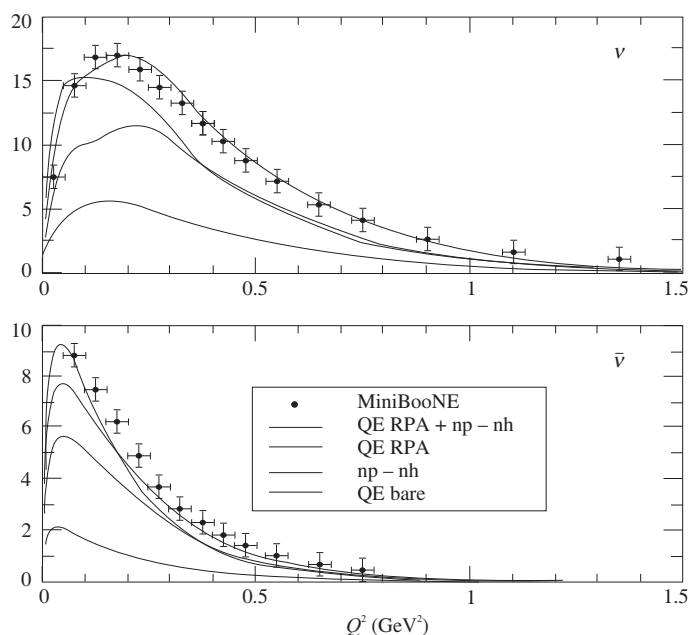 20
ν
15
10
5
0
0 0.5 1 1.5
10
ν̄
8
MiniBooNE
6
QE RPA + np – nh
QE RPA
4
np – nh
QE bare
2
0
0 0.5 1 1.5
Q² (GeV²)